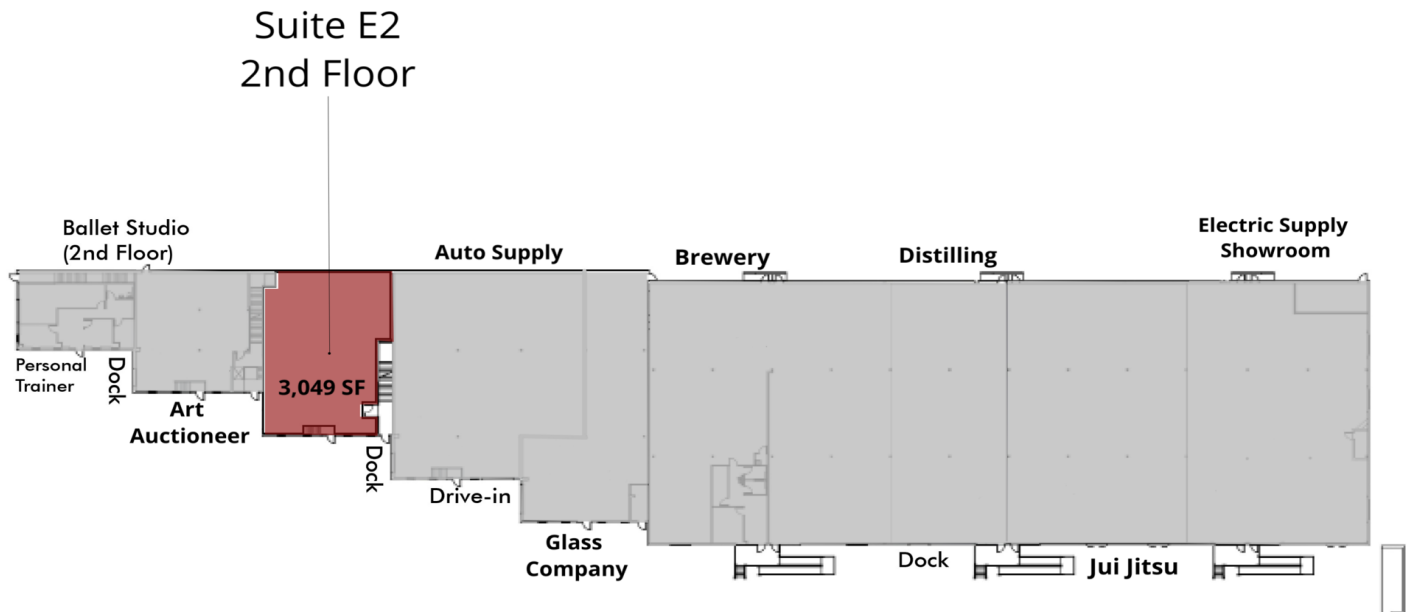 Suite E2
2nd Floor
Ballet Studio
(2nd Floor)
Auto Supply
Brewery
Distilling
Electric Supply
Showroom
Personal
Trainer
Dock
Art
Auctioneer
3,049 SF
Dock
Drive-in
Glass
Company
Dock
Jui Jitsu